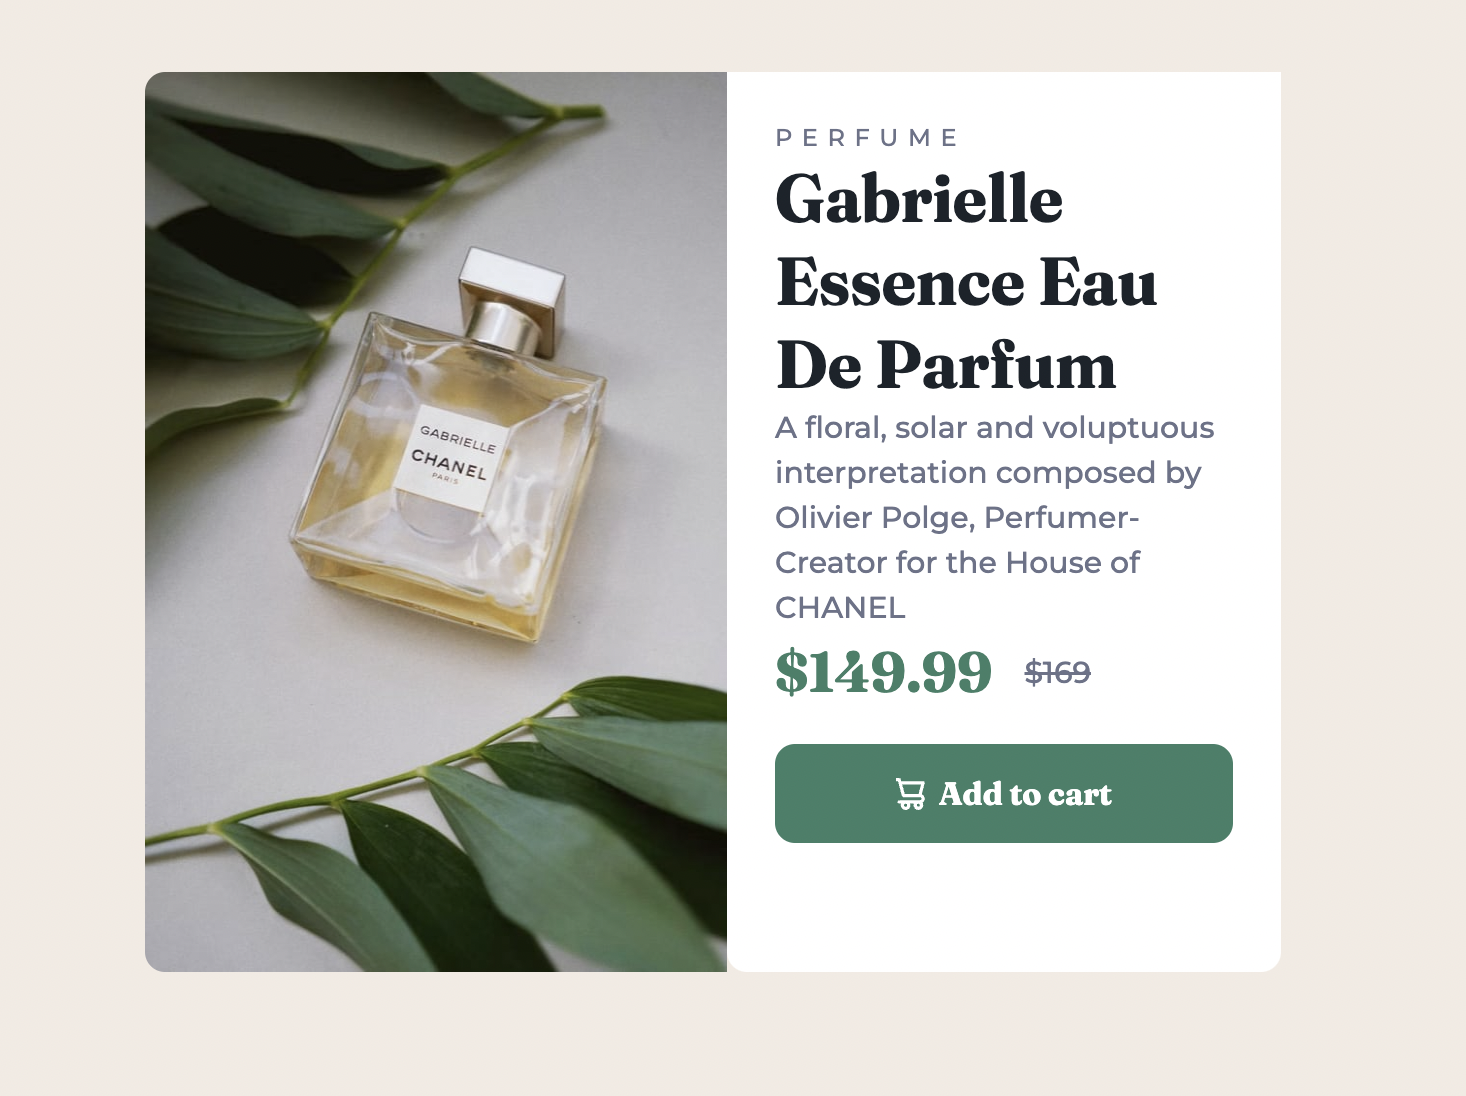 GABRIELLE
CHANEL
PARIS
PERFUME
Gabrielle
Essence Eau
De Parfum
A floral, solar and voluptuous
interpretation composed by
Olivier Polge, Perfumer-
Creator for the House of
CHANEL
$149.99 $169
Add to cart